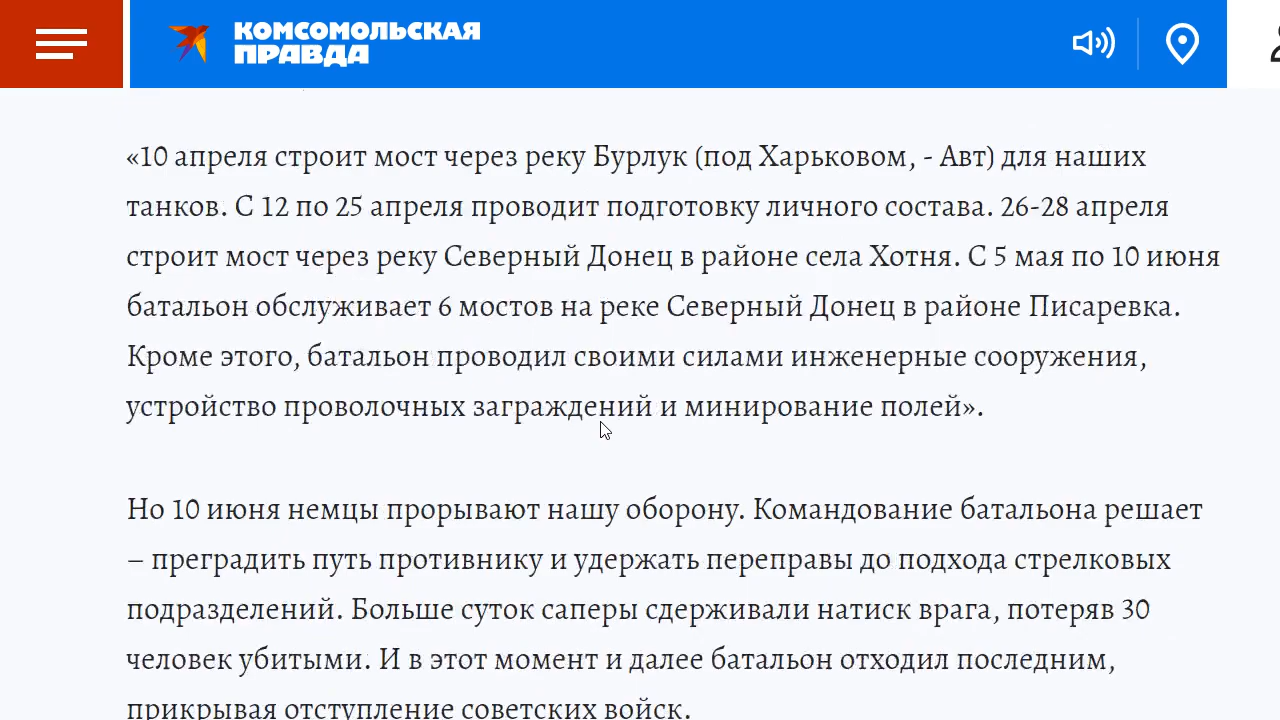 КОМСОМОЛЬСКАЯ
ПРАВДА
«10 апреля строит мост через реку Бурлук (под Харьковом, - Авт) для наших
танков. С 12 по 25 апреля проводит подготовку личного состава. 26-28 апреля
строит мост через реку Северный Донец в районе села Хотня. С 5 мая по 10 июня
батальон обслуживает 6 мостов на реке Северный Донец в районе Писаревка.
Кроме этого, батальон проводил своими силами инженерные сооружения,
устройство проволочных заграждений и минирование полей».
Но 10 июня немцы прорывают нашу оборону. Командование батальона решает
– преградить путь противнику и удержать переправы до подхода стрелковых
подразделений. Больше суток саперы сдерживали натиск врага, потеряв 30
человек убитыми. И в этот момент и далее батальон отходил последним,
прикрывая отступление советских войск.